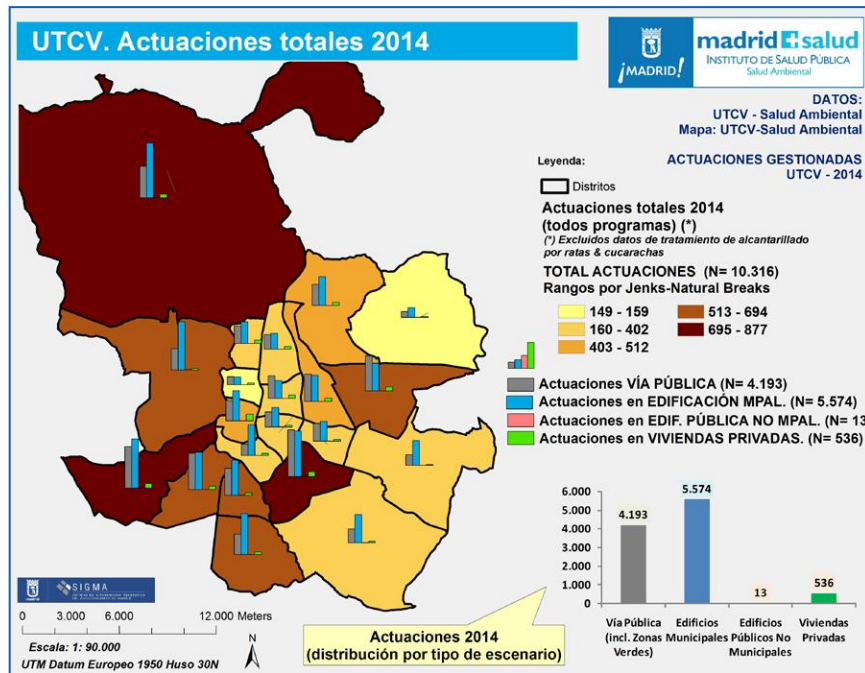 UTCV. Actuaciones totales 2014
¡MADRID!
madrid+salud
INSTITUTO DE SALUD PÚBLICA
Salud Ambiental
DATOS:
UTCV - Salud Ambiental
Mapa: UTCV-Salud Ambiental
ACTUACIONES GESTIONADAS
UTCV - 2014
Leyenda:
Distritos
Actuaciones totales 2014
(todos programas) (*)
(*) Excluidos datos de tratamiento de alcantarillado
por ratas & cucarachas
TOTAL ACTUACIONES (N= 10.316)
Rangos por Jenks-Natural Breaks
149 - 159
160 - 402
403 - 512
513 - 694
695 - 877
Actuaciones VÍA PÚBLICA (N= 4.193)
Actuaciones en EDIFICACIÓN MPAL. (N= 5.574)
Actuaciones en EDIF. PÚBLICA NO MPAL. (N= 13
Actuaciones en VIVIENDAS PRIVADAS. (N= 536)
6.000
5.000
4.000
3.000
2.000
1.000
0
4.193
5.574
13
536
Vía Pública
(incl. Zonas
Verdes)
Edificios
Municipales
Edificios
Públicos No
Municipales
Viviendas
Privadas
Actuaciones 2014
(distribución por tipo de escenario)
SIGMA
0 3.000 6.000 12.000 Meters
Escala: 1: 90.000
N
UTM Datum Europeo 1950 Huso 30N